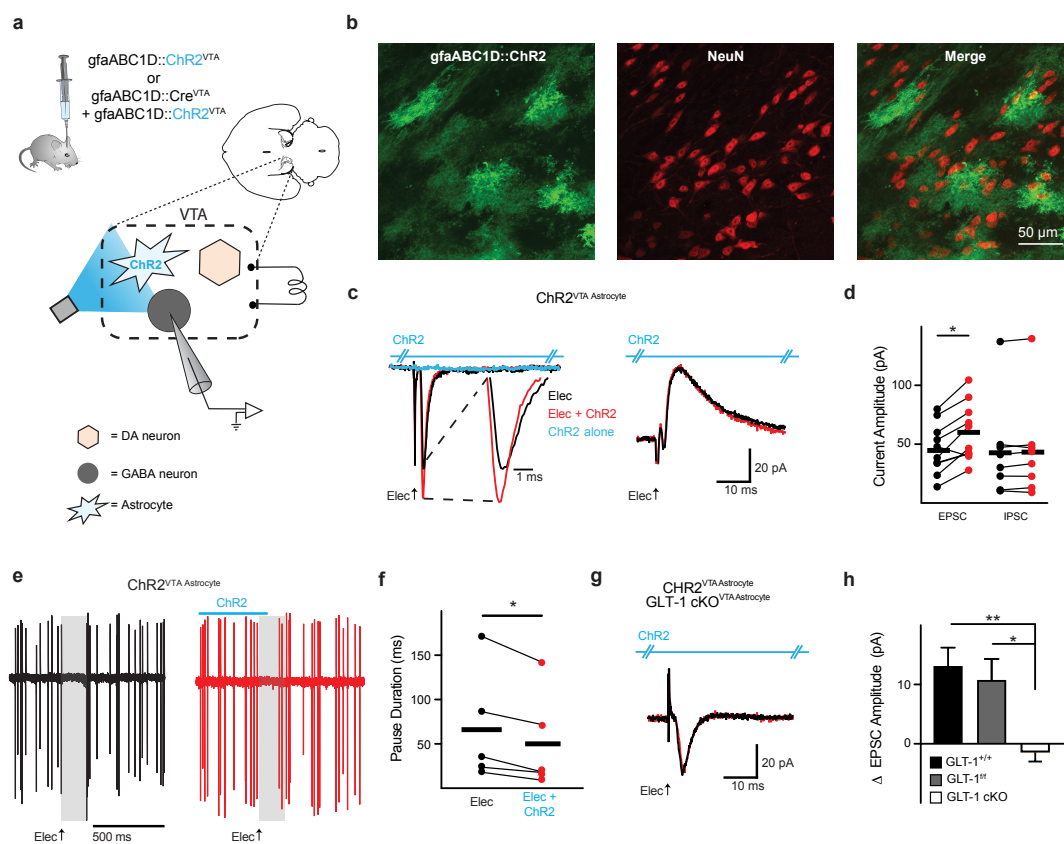 a
gfaABC1D::ChR2VTA
or
gfaABC1D::CreVTA
+ gfaABC1D::ChR2VTA
VTA
ChR2
= DA neuron
= GABA neuron
= Astrocyte
b
gfaABC1D::ChR2
NeuN
Merge
50 µm
c
ChR2VTA Astrocyte
ChR2
ChR2
Elec
Elec + ChR2
ChR2 alone
1 ms
Elec↑
20 pA
10 ms
Elec↑
d
*
Current Amplitude (pA)
100
50
EPSC
IPSC
e
ChR2VTA Astrocyte
ChR2
Elec↑
500 ms
Elec↑
f
*
Pause Duration (ms)
150
100
50
Elec
Elec +
ChR2
g
CHR2VTA Astrocyte
GLT-1 cKOVTA Astrocyte
ChR2
20 pA
10 ms
Elec↑
h
**
*
Δ EPSC Amplitude (pA)
10
0
GLT-1+/+
GLT-1f/f
GLT-1 cKO